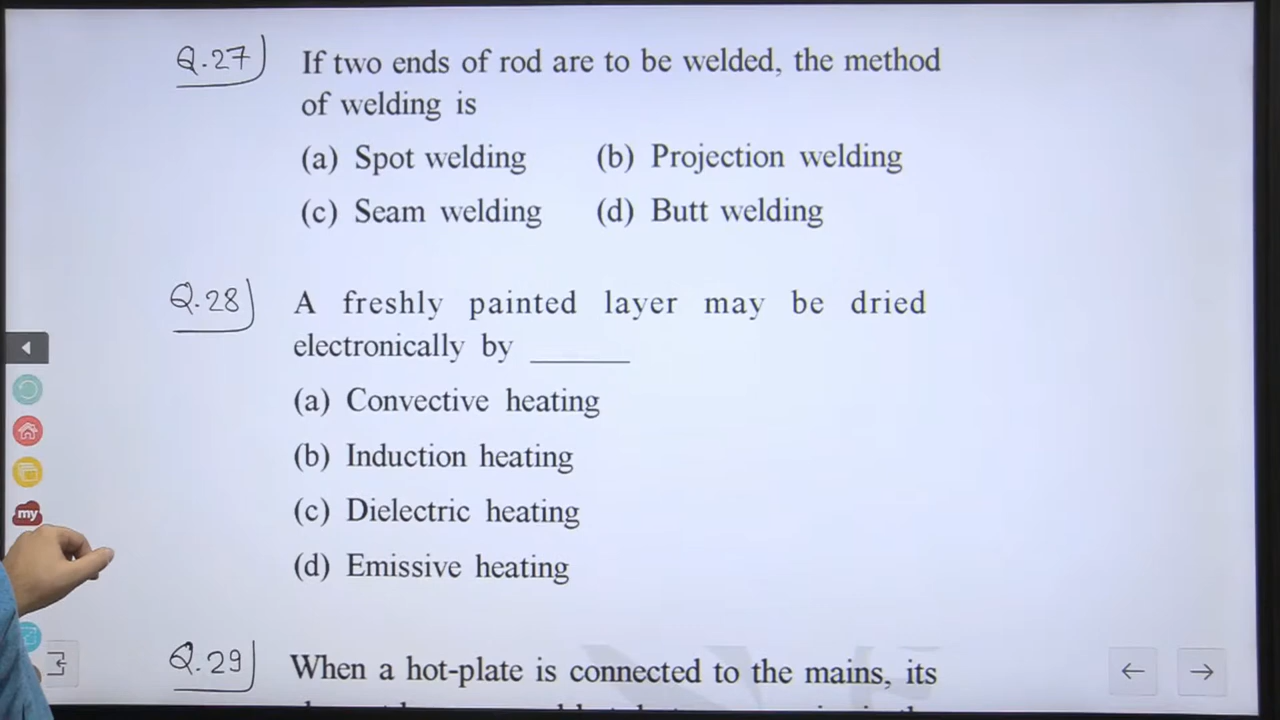 Q.27) If two ends of rod are to be welded, the method
of welding is
(a) Spot welding (b) Projection welding
(c) Seam welding (d) Butt welding
Q.28) A freshly painted layer may be dried
electronically by ______
(a) Convective heating
(b) Induction heating
(c) Dielectric heating
(d) Emissive heating
my
Q.29) When a hot-plate is connected to the mains, its